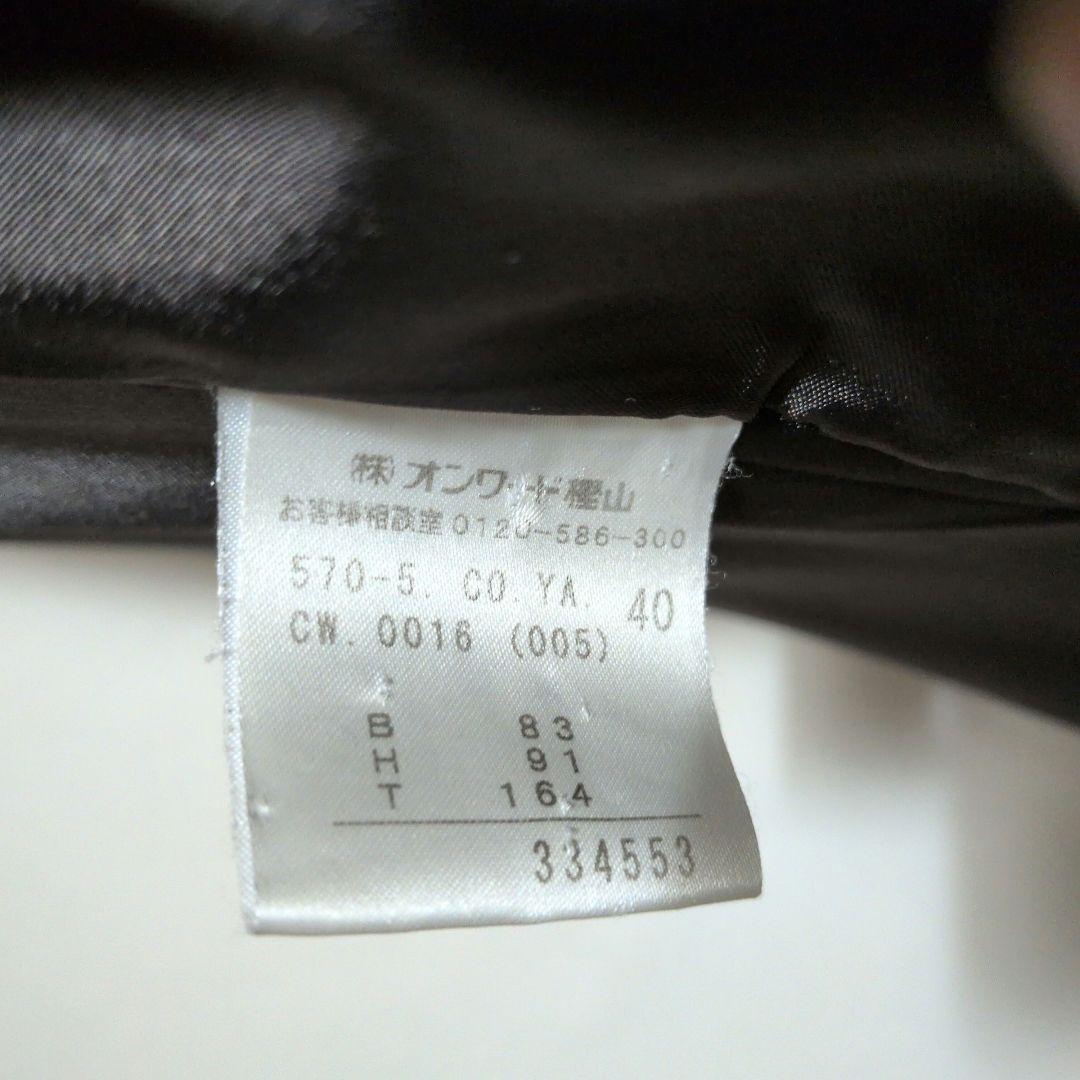 (株)オンワード樫山
お客様相談室 0120-586-300
570-5. CO.YA. 40
CW.0016 (005)
B 83
H 91
T 164
334553